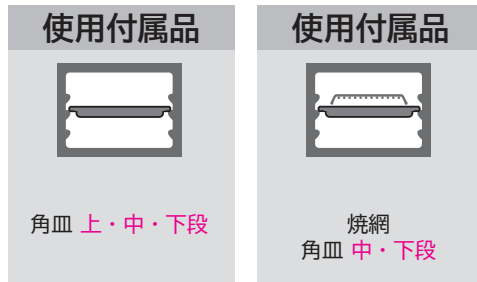 使用付属品
角皿 上・中・下段
使用付属品
焼網
角皿 中・下段